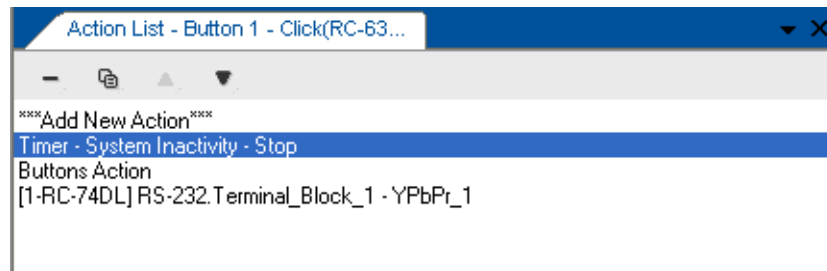 Action List - Button 1 - Click(RC-63...
***Add New Action***
Timer - System Inactivity - Stop
Buttons Action
[1-RC-74DL] RS-232.Terminal_Block_1 - YPbPr_1